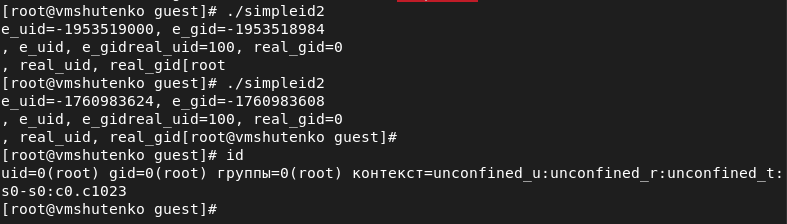 [root@vmshutenko guest]# ./simpleid2
e_uid=-1953519000, e_gid=-1953518984
, e_uid, e_gidreal_uid=100, real_gid=0
, real_uid, real_gid[root
[root@vmshutenko guest]# ./simpleid2
e_uid=-1760983624, e_gid=-1760983608
, e_uid, e_gidreal_uid=100, real_gid=0
, real_uid, real_gid[root@vmshutenko guest]#
[root@vmshutenko guest]# id
uid=0(root) gid=0(root) группы=0(root) контекст=unconfined_u:unconfined_r:unconfined_t:
s0-s0:c0.c1023
[root@vmshutenko guest]#